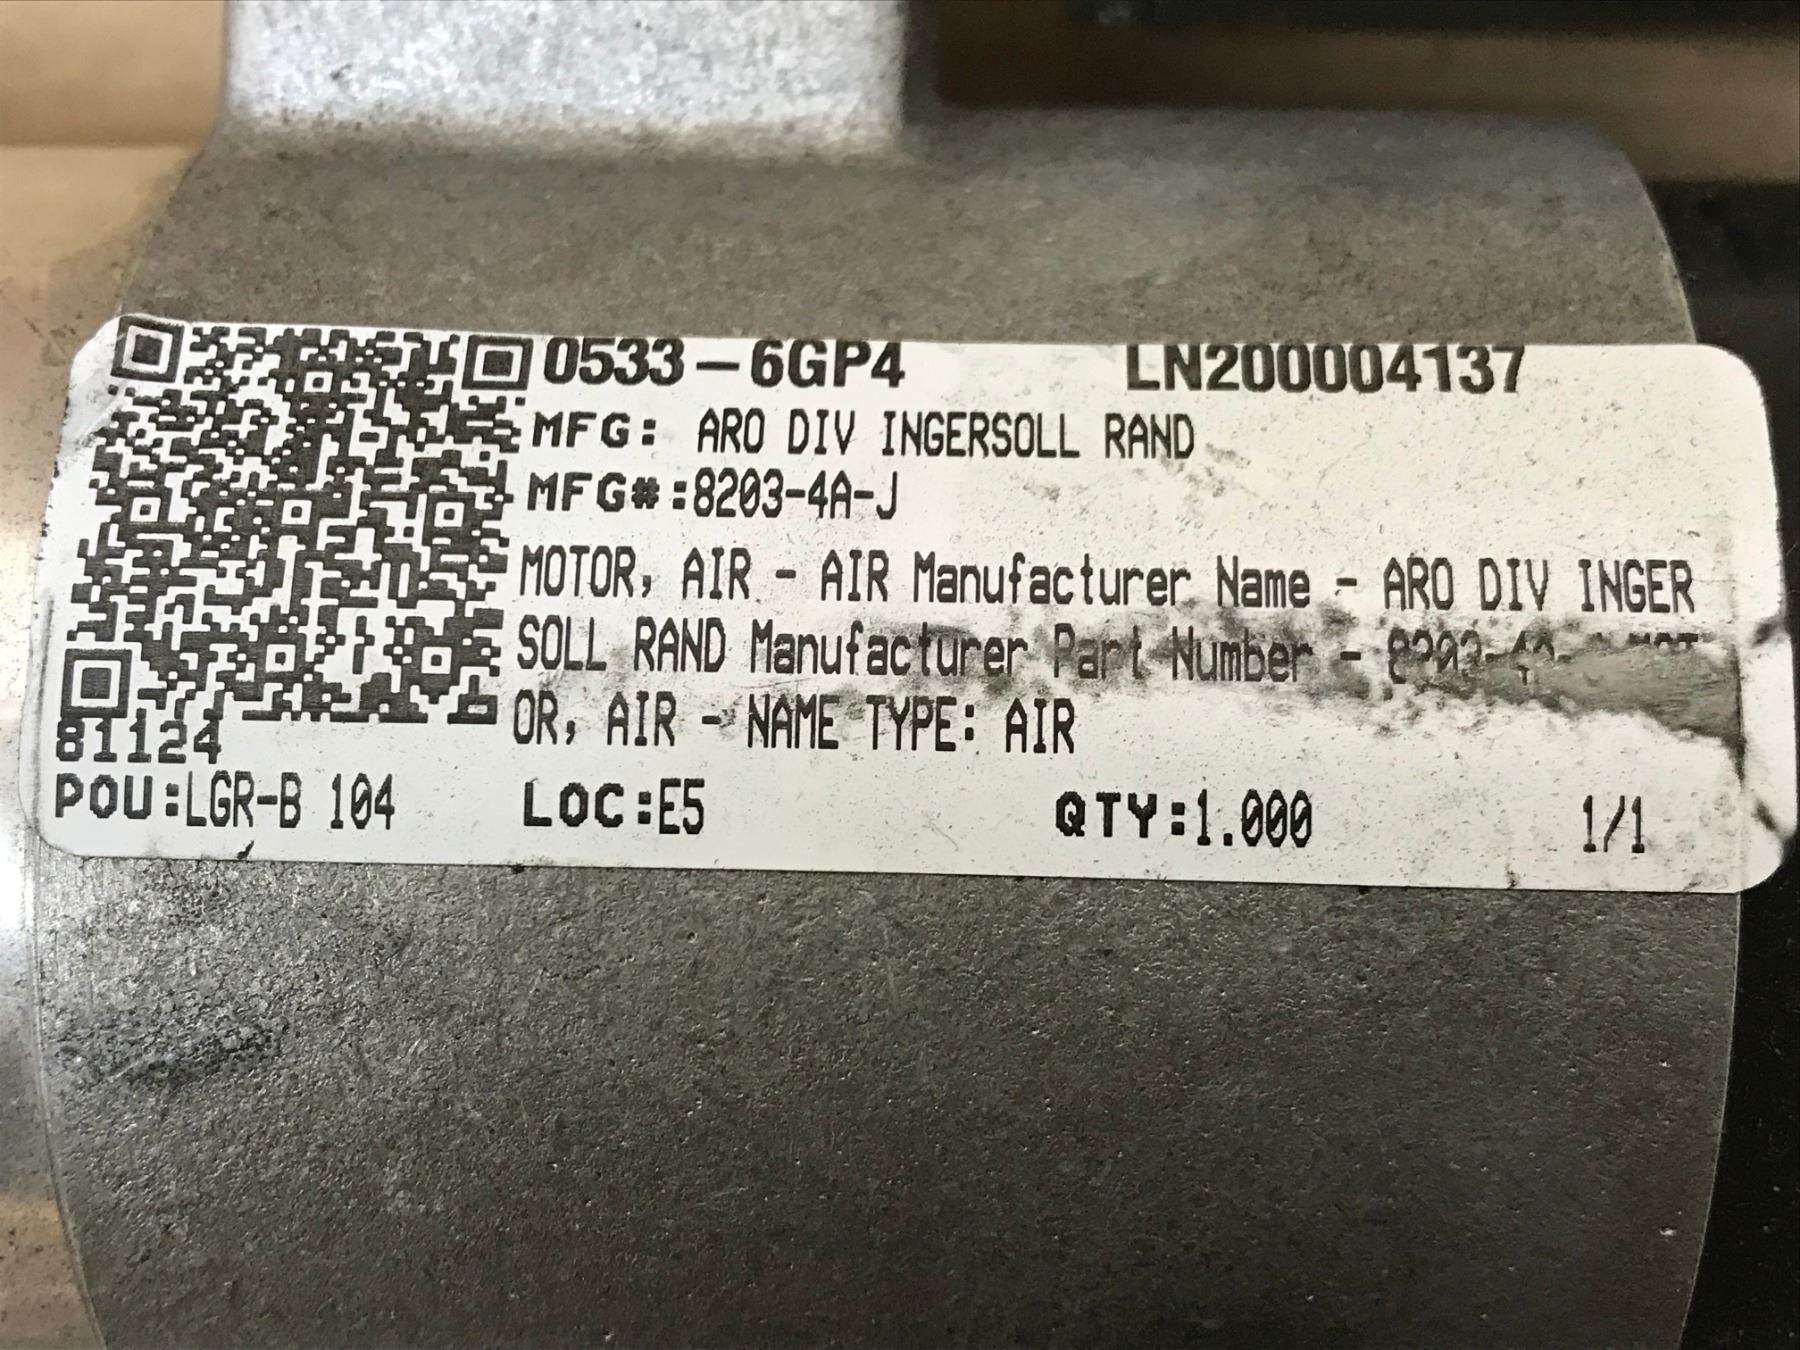 0533-6GP4 LN200004137
MFG: ARO DIV INGERSOLL RAND
MFG#:8203-4A-J
MOTOR, AIR - AIR Manufacturer Name - ARO DIV INGER
SOLL RAND Manufacturer Part Number -
OR, AIR - NAME TYPE: AIR
81124
POU:LGR-B 104 LOC:E5 QTY:1.000 1/1